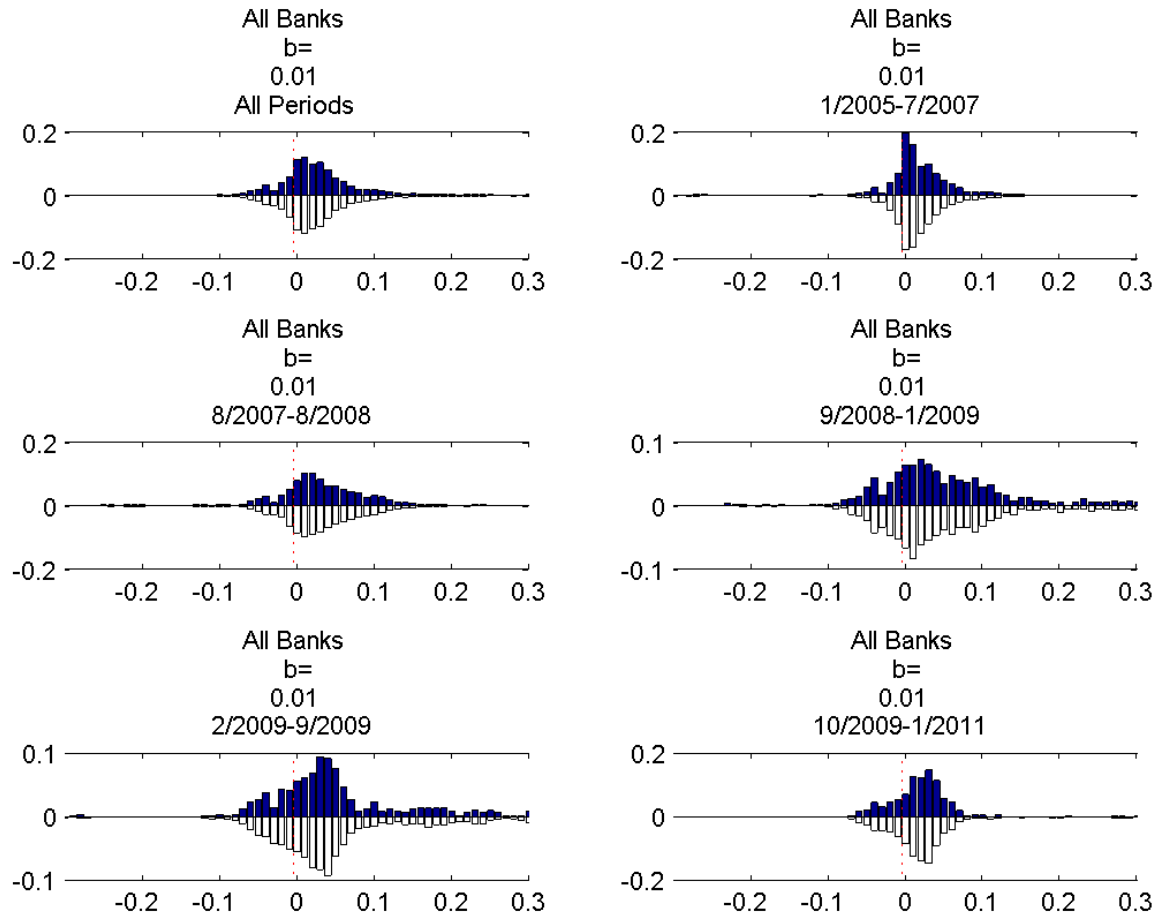 All Banks
b=
0.01
All Periods
0.2
0
-0.2
-0.2 -0.1 0 0.1 0.2 0.3
All Banks
b=
0.01
1/2005-7/2007
0.2
0
-0.2
-0.2 -0.1 0 0.1 0.2 0.3
All Banks
b=
0.01
8/2007-8/2008
0.2
0
-0.2
-0.2 -0.1 0 0.1 0.2 0.3
All Banks
b=
0.01
9/2008-1/2009
0.1
0
-0.1
-0.2 -0.1 0 0.1 0.2 0.3
All Banks
b=
0.01
2/2009-9/2009
0.1
0
-0.1
-0.2 -0.1 0 0.1 0.2 0.3
All Banks
b=
0.01
10/2009-1/2011
0.2
0
-0.2
-0.2 -0.1 0 0.1 0.2 0.3